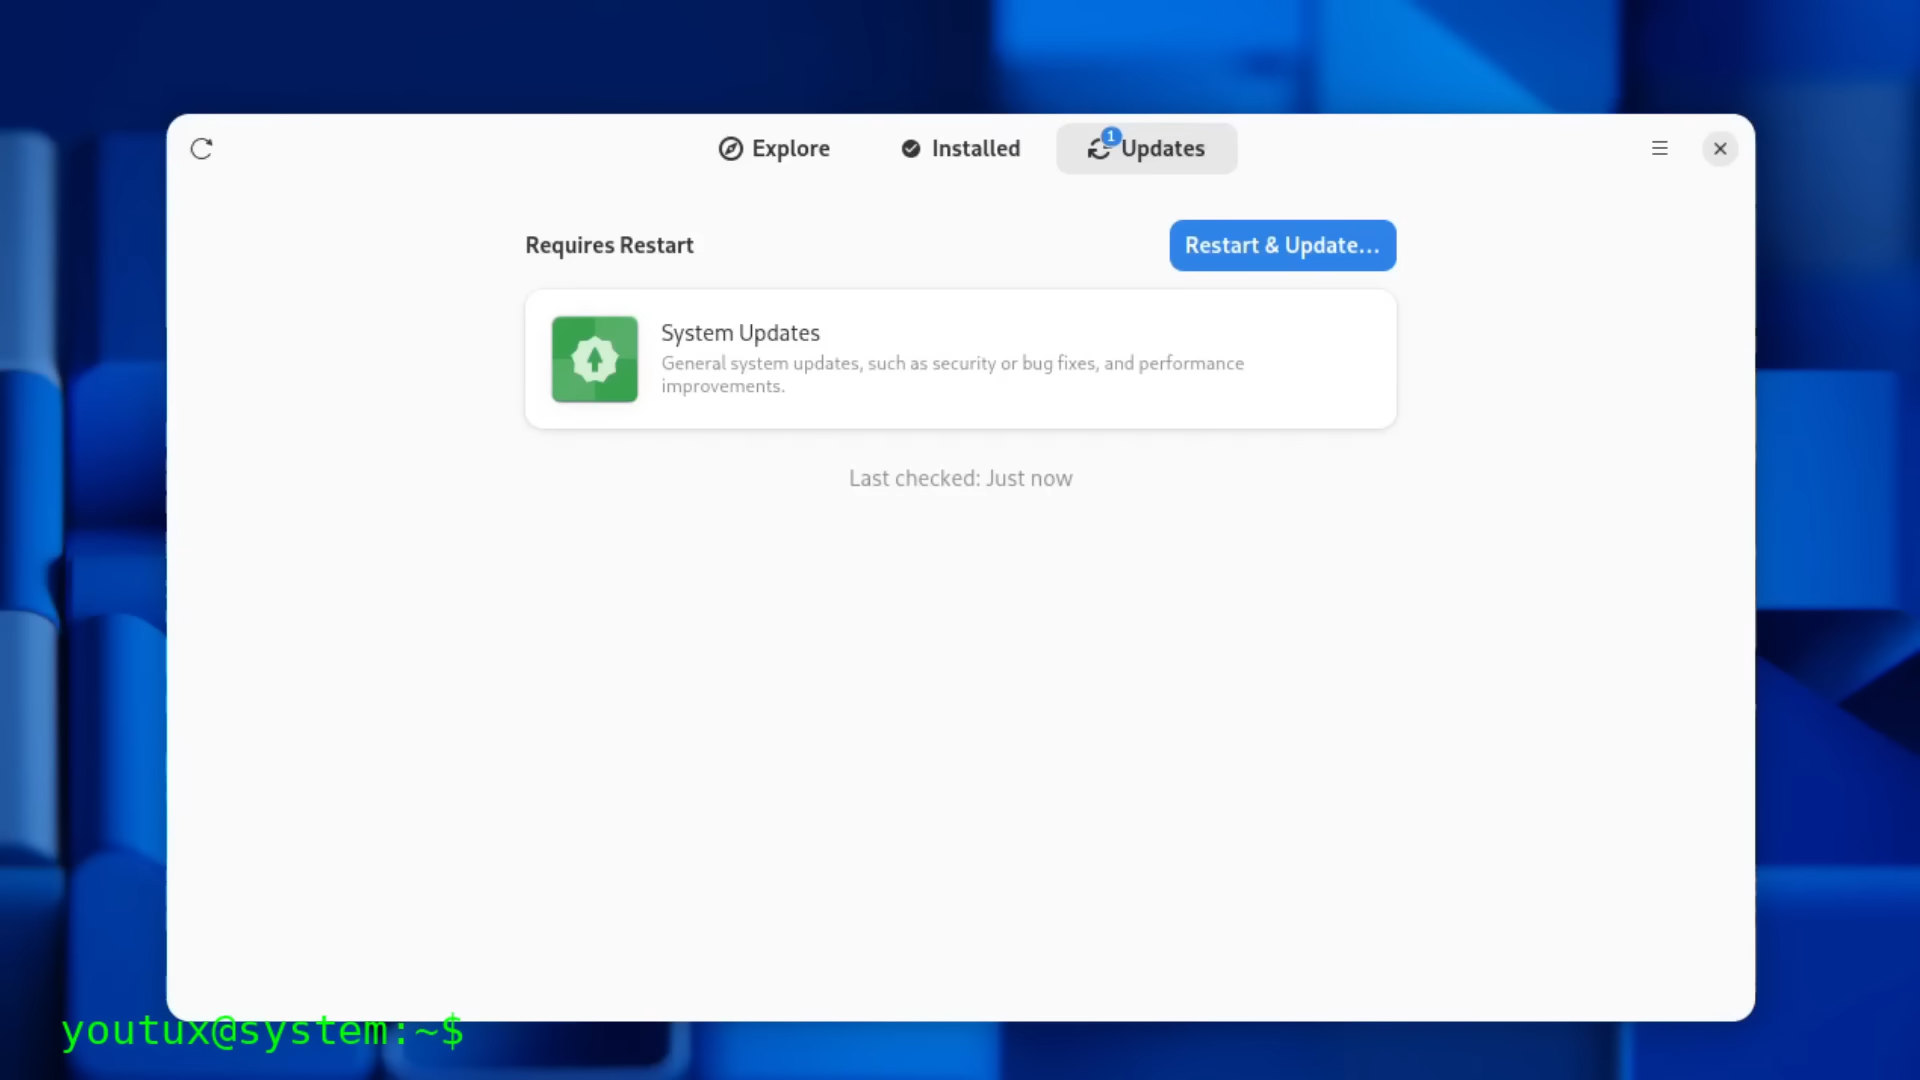 Explore
Installed
1
Updates
Requires Restart
Restart & Update...
System Updates
General system updates, such as security or bug fixes, and performance
improvements.
Last checked: Just now
youtux@system:~$